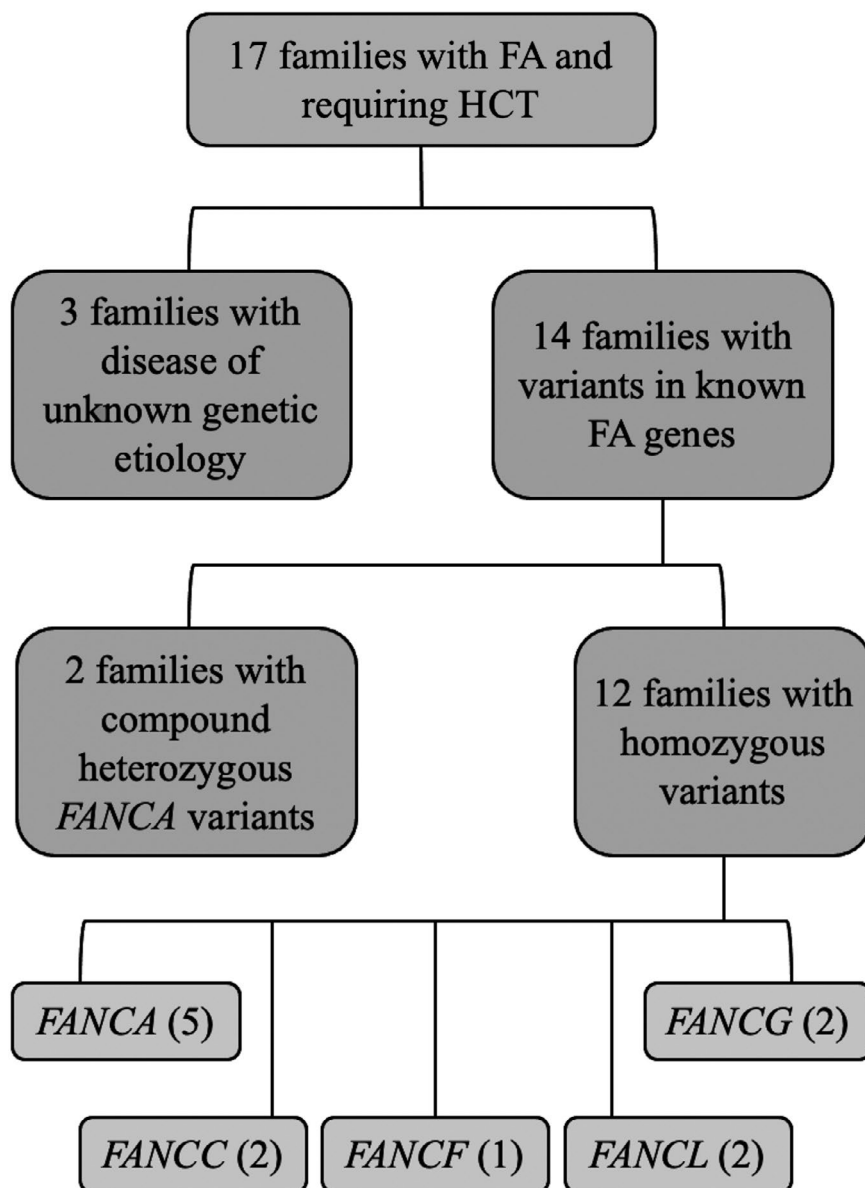 17 families with FA and
requiring HCT
3 families with
disease of
unknown genetic
etiology
14 families with
variants in known
FA genes
2 families with
compound
heterozygous
FANCA variants
12 families with
homozygous
variants
FANCA (5)
FANCG (2)
FANCC (2)
FANCF (1)
FANCL (2)